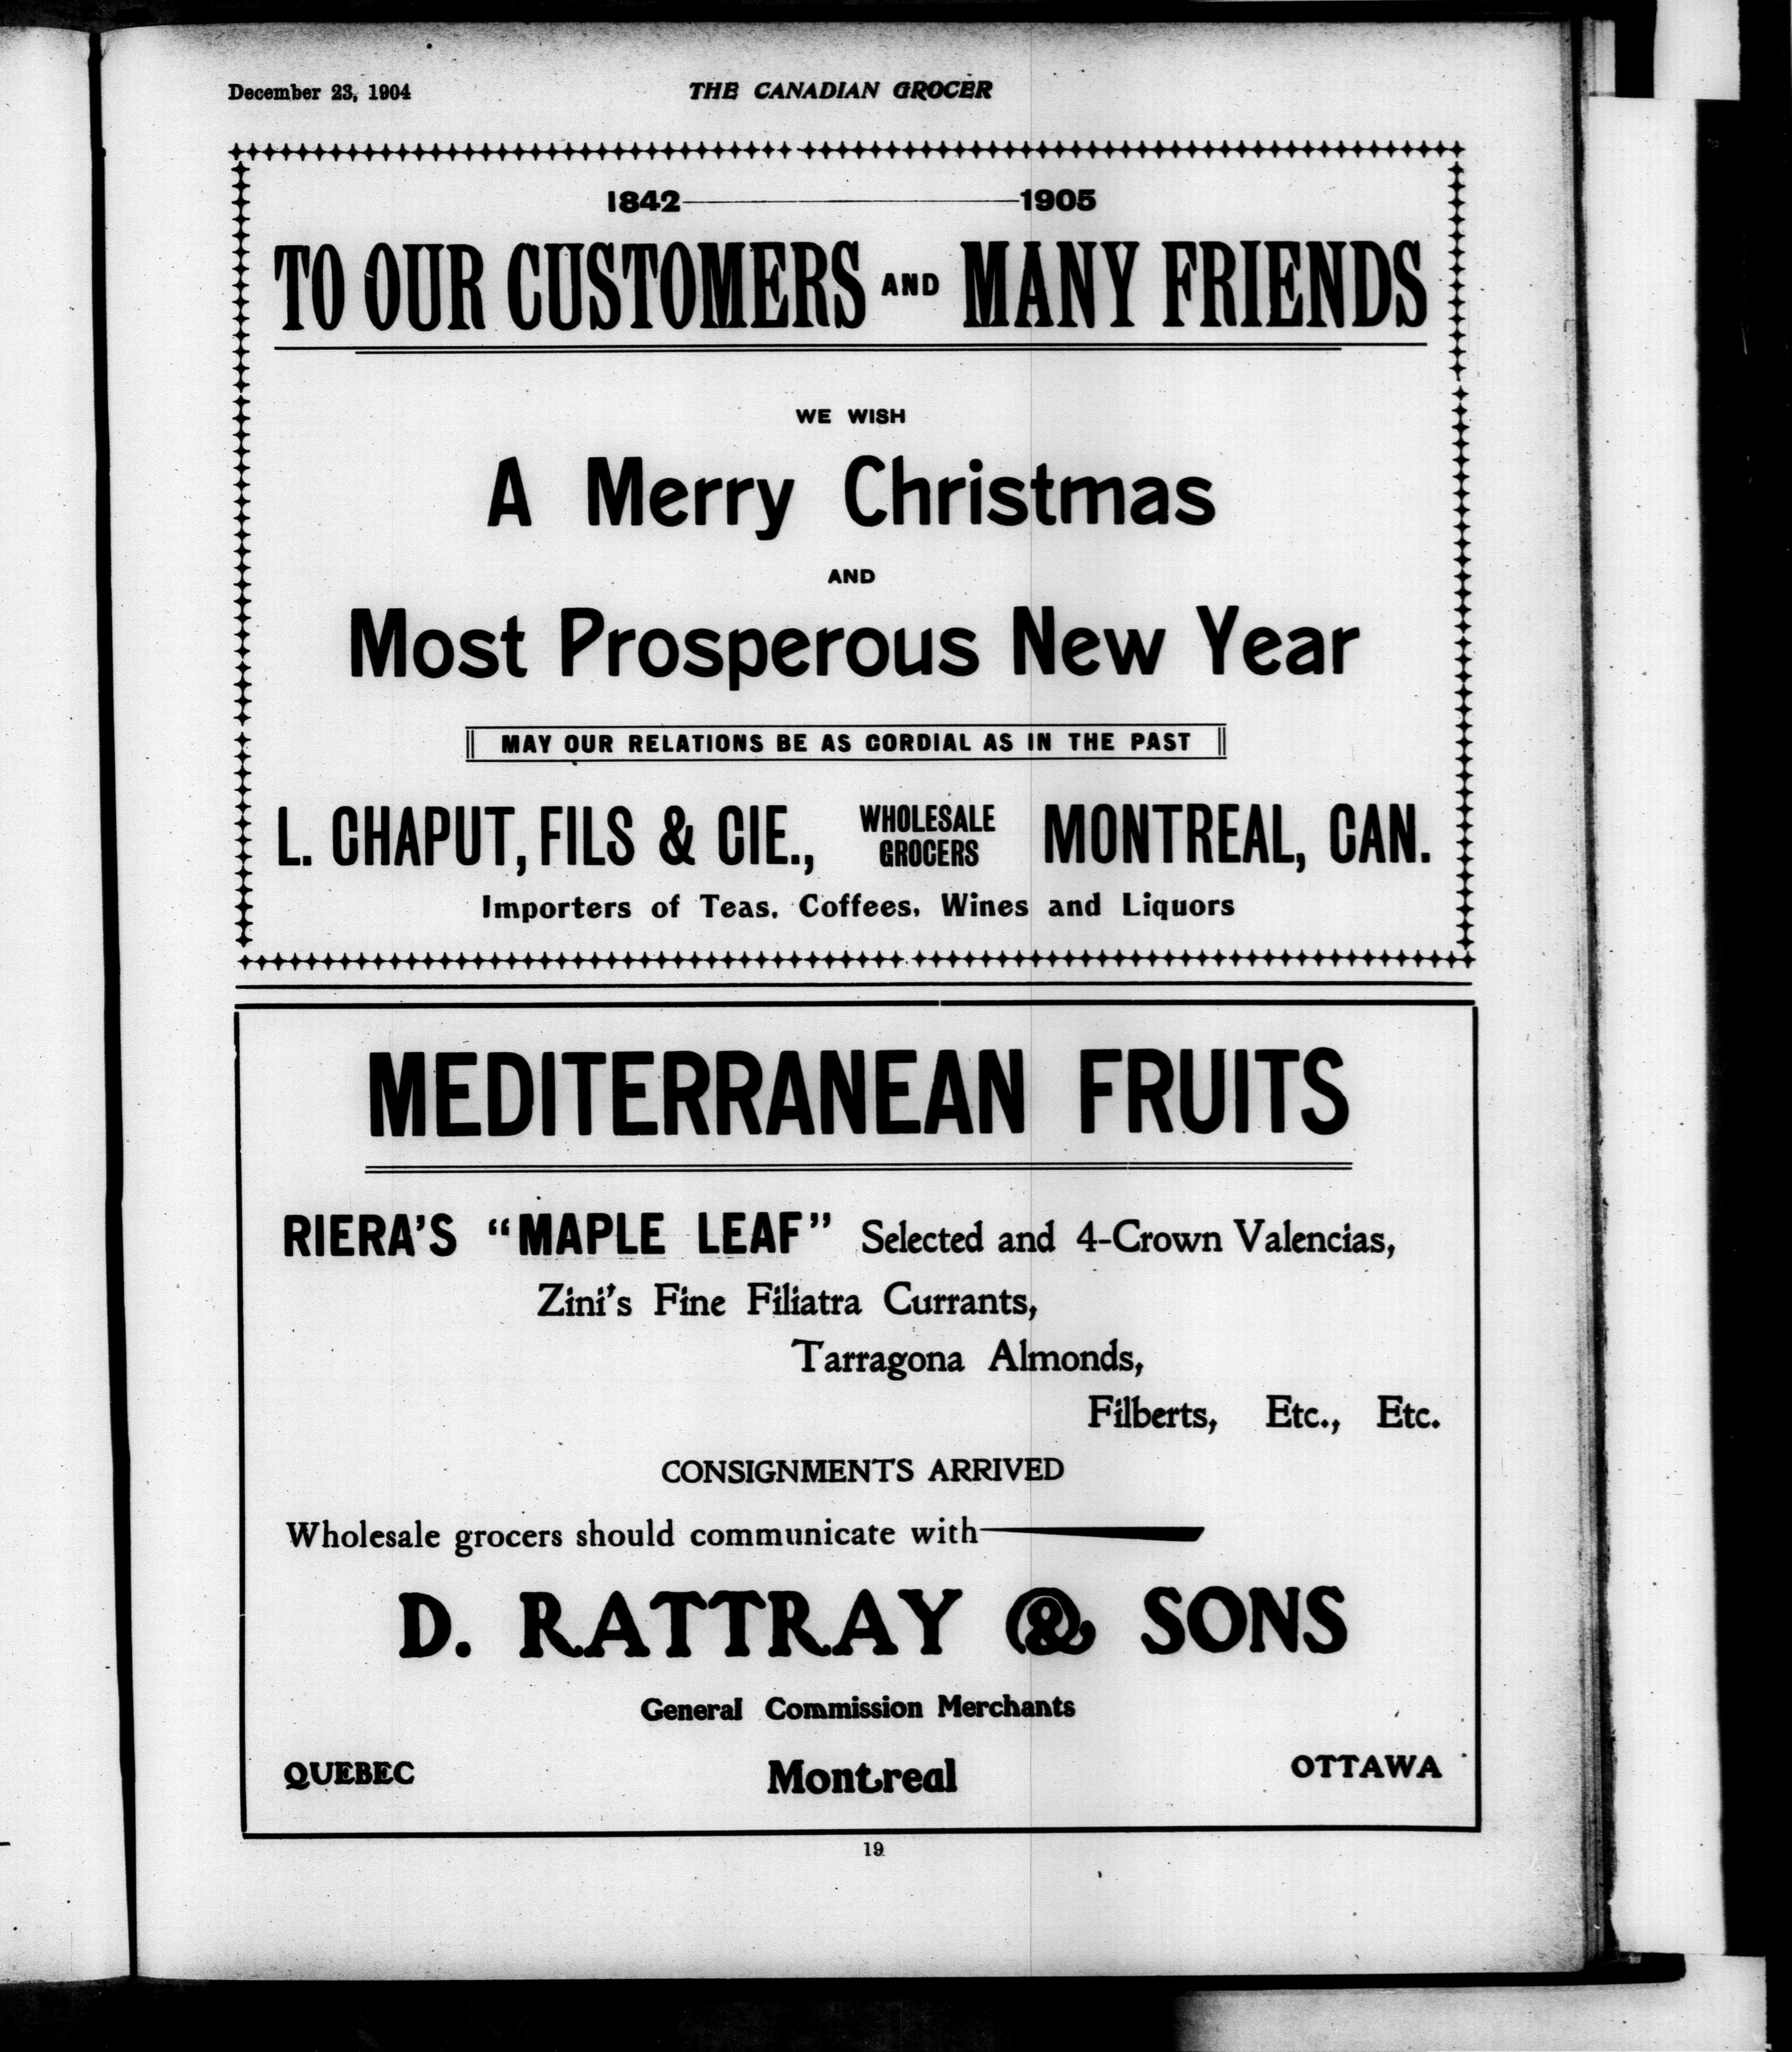 December 23, 1904 THE CANADIAN GROCER
1842 1905
TO OUR CUSTOMERS AND MANY FRIENDS
WE WISH
A Merry Christmas
AND
Most Prosperous New Year
MAY OUR RELATIONS BE AS CORDIAL AS IN THE PAST
L. CHAPUT, FILS & CIE., WHOLESALE GROCERS MONTREAL, CAN.
Importers of Teas, Coffees, Wines and Liquors
MEDITERRANEAN FRUITS
RIERA'S "MAPLE LEAF" Selected and 4-Crown Valencias,
Zini's Fine Filiatra Currants,
Tarragona Almonds,
Filberts, Etc., Etc.
CONSIGNMENTS ARRIVED
Wholesale grocers should communicate with
D. RATTRAY & SONS
General Commission Merchants
QUEBEC Montreal OTTAWA
19